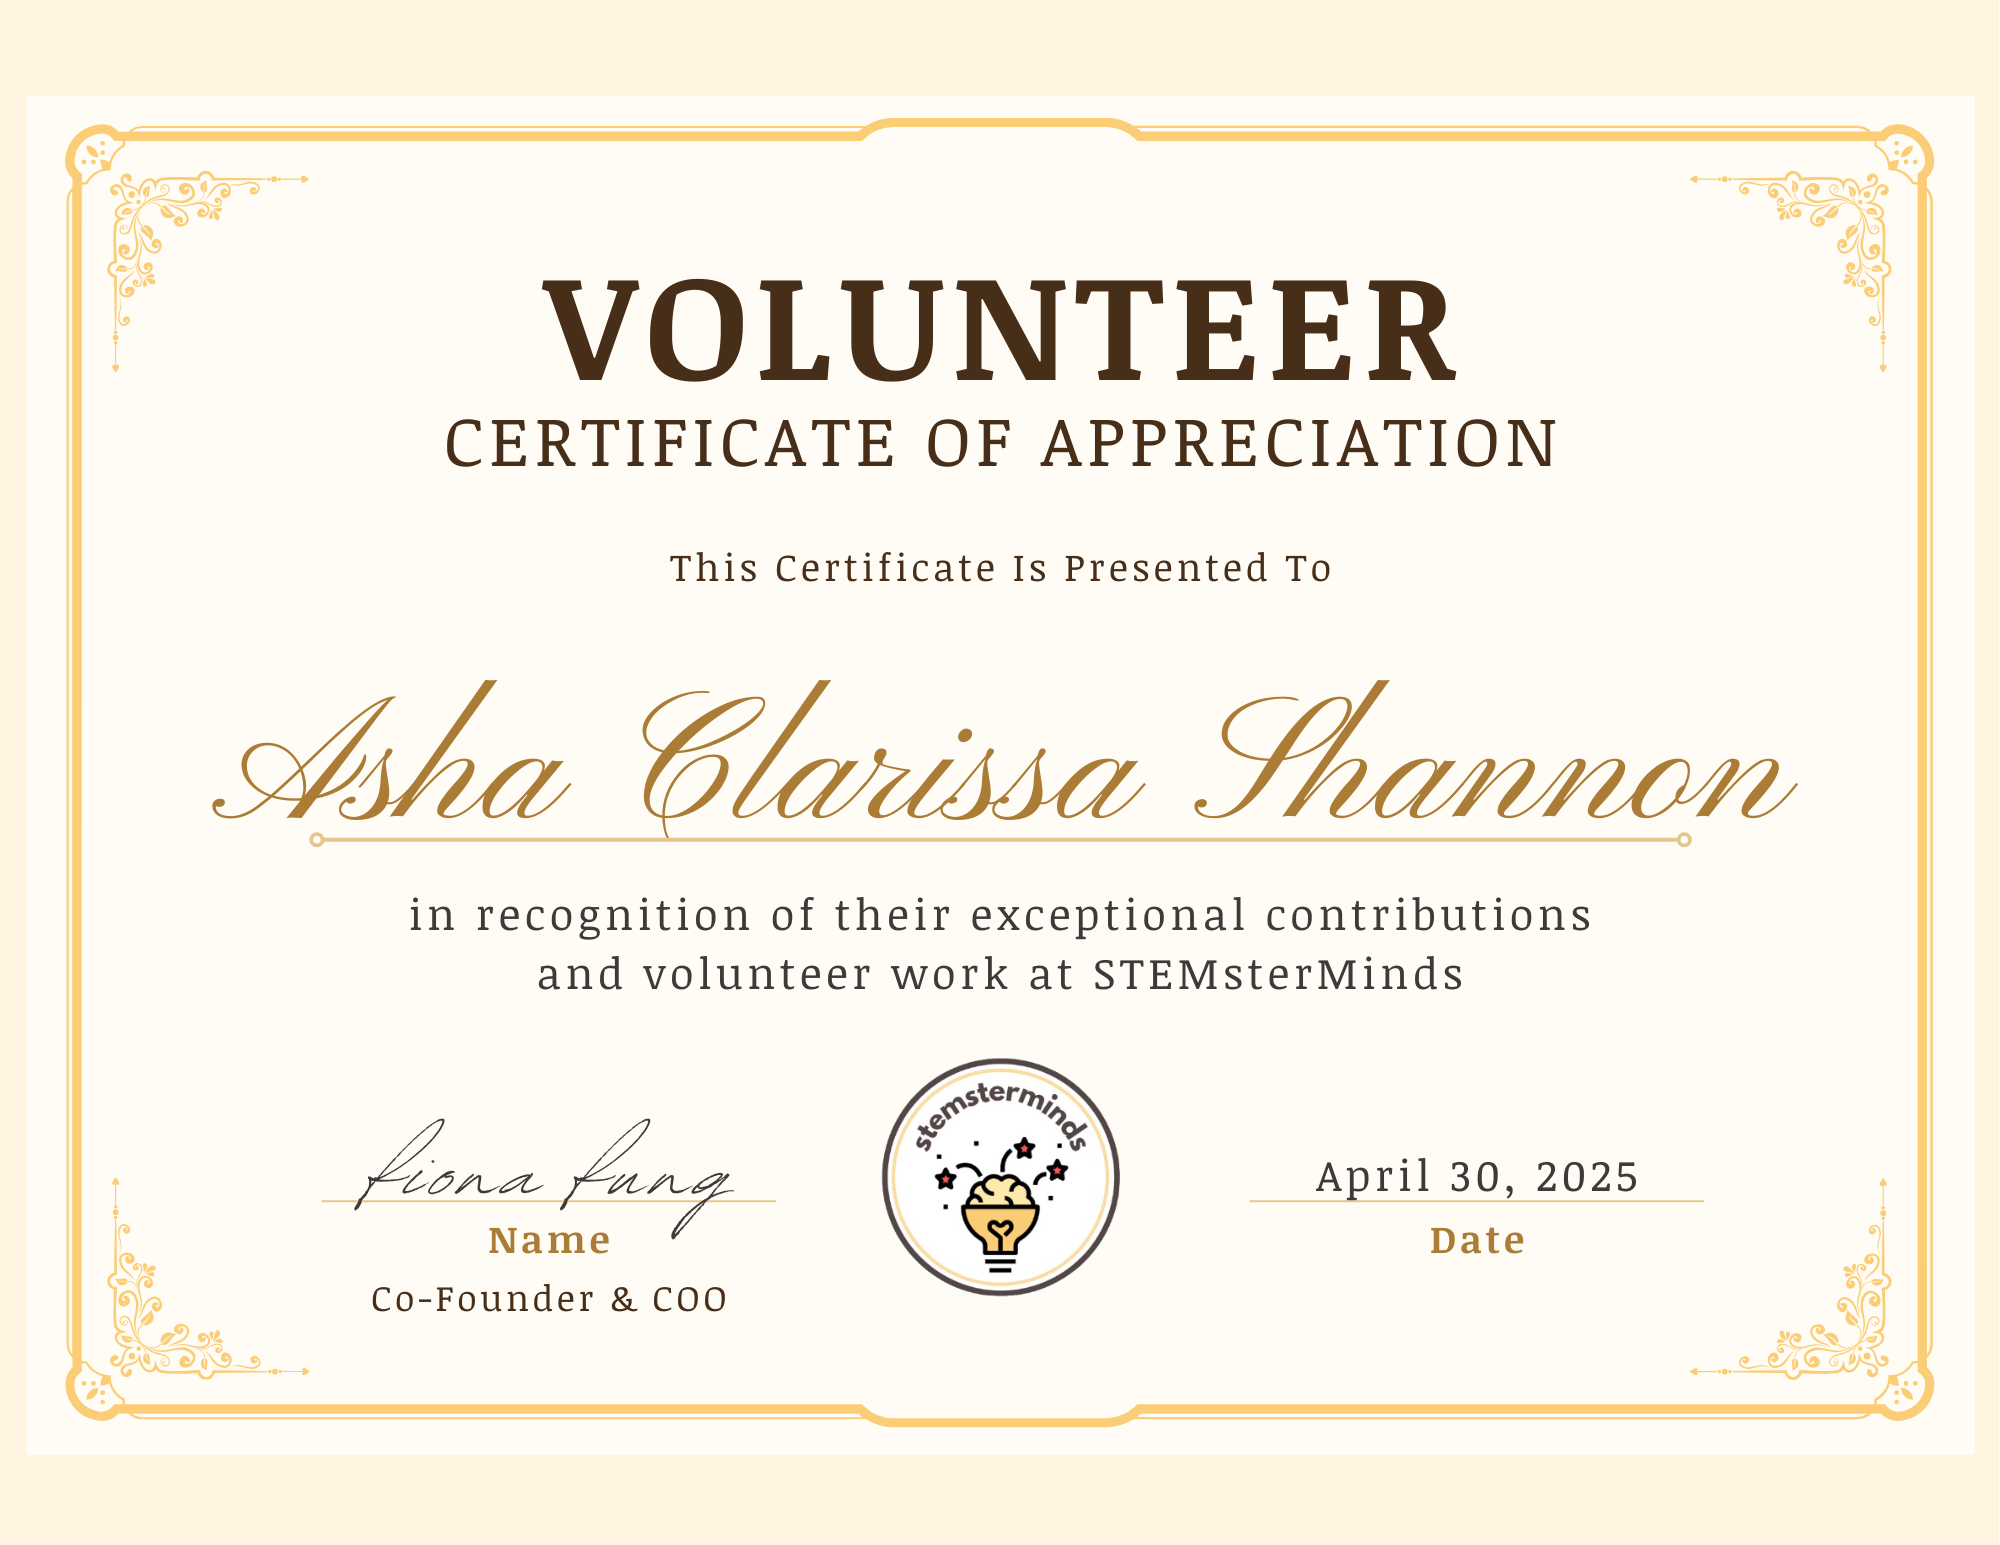 VOLUNTEER
CERTIFICATE OF APPRECIATION
This Certificate Is Presented To
Asha Clarissa Shannon
in recognition of their exceptional contributions
and volunteer work at STEMsterMinds
stemsterminds
fiona fung
Name
Co-Founder & COO
April 30, 2025
Date